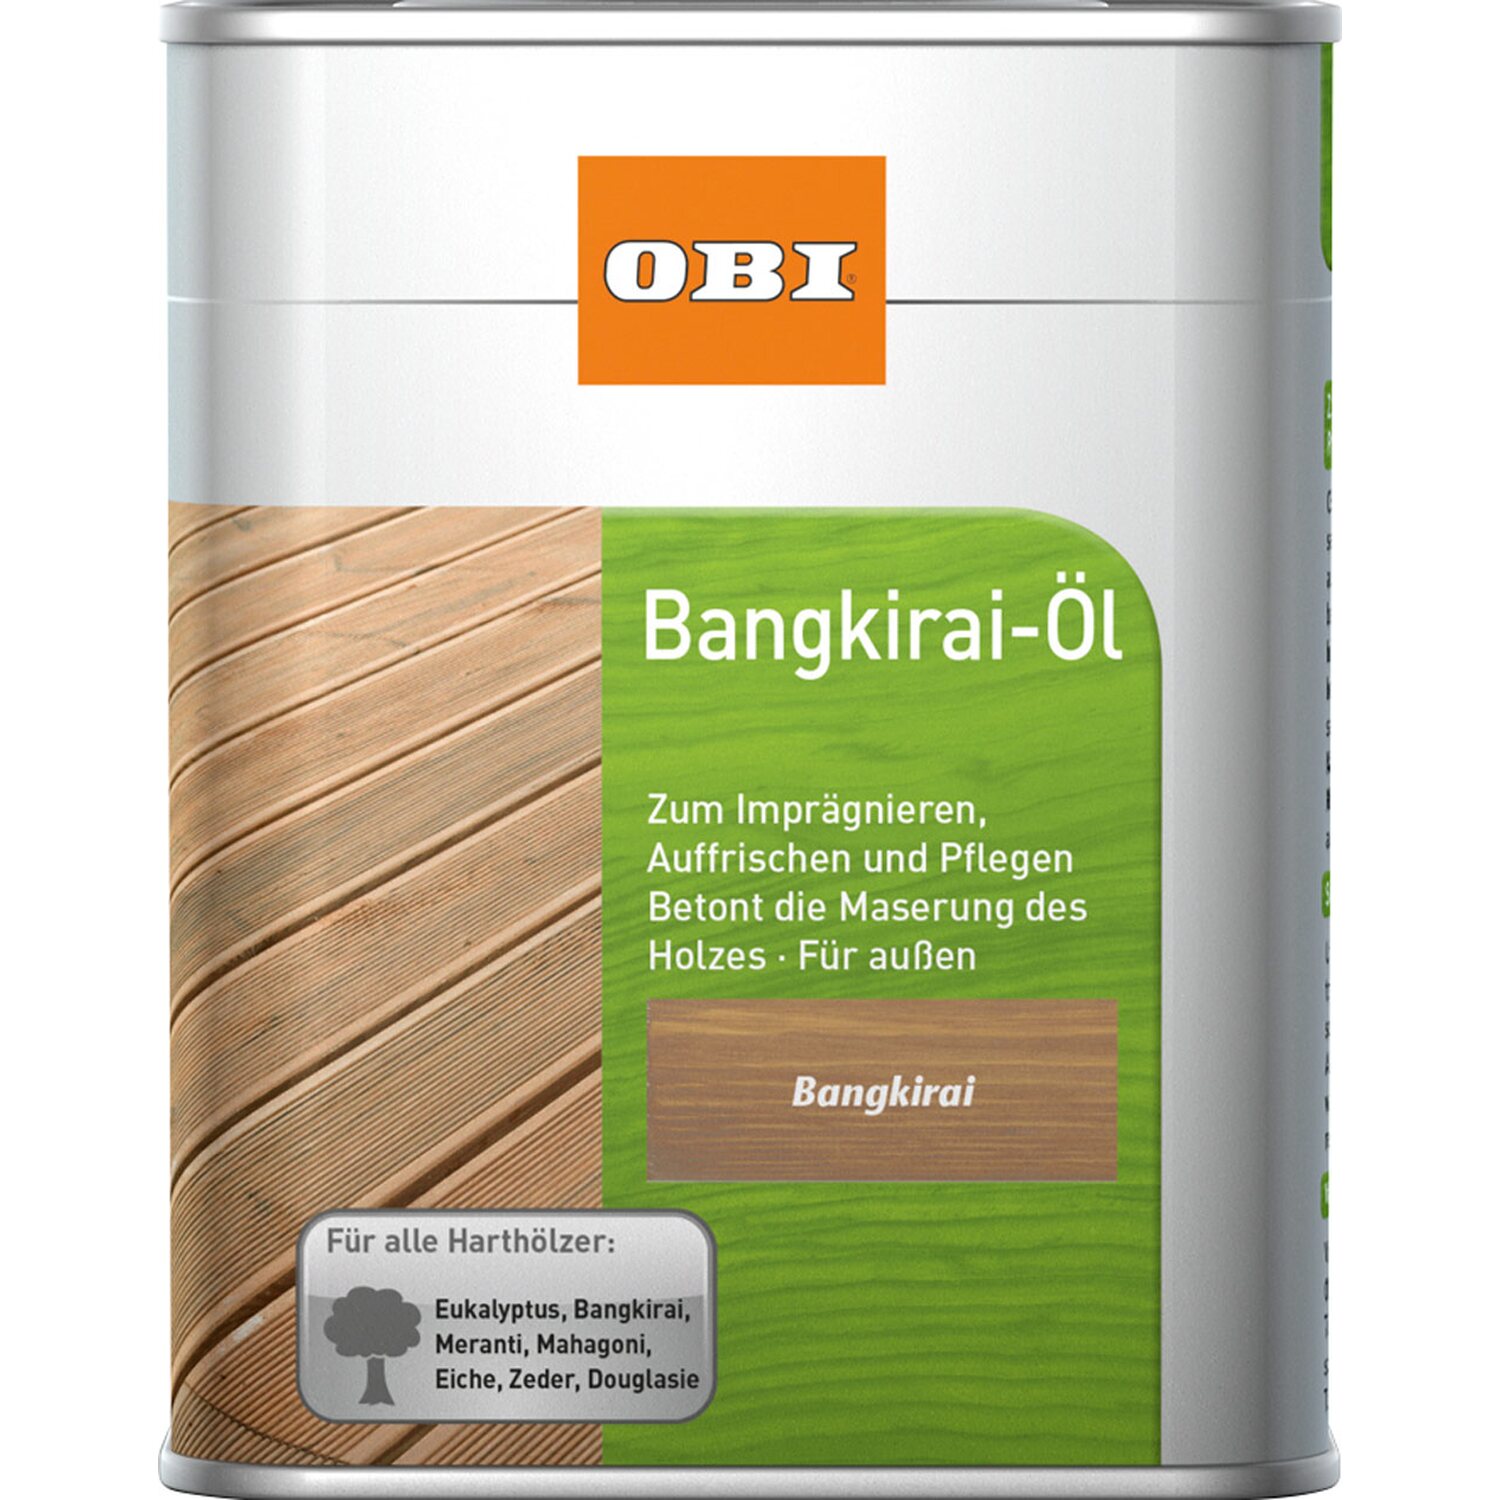 OBI
Bangkirai-Öl
Zum Imprägnieren,
Auffrischen und Pflegen
Betont die Maserung des
Holzes · Für außen
Bangkirai
Für alle Harthölzer:
Eukalyptus, Bangkirai,
Meranti, Mahagoni,
Eiche, Zeder, Douglasie